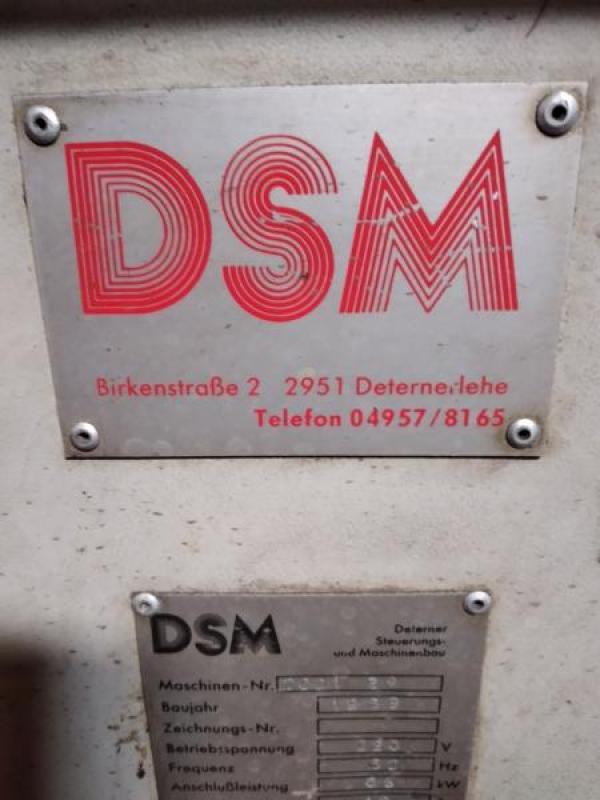 DSM
Birkenstraße 2 2951 Deternerlehe
Telefon 04957/8165
DSM
Deterner
Steuerungs-
und Maschinenbau
Maschinen-Nr.
Baujahr
Zeichnungs-Nr.
Betriebsspannung V
Frequenz 50 Hz
Anschlußleistung kW